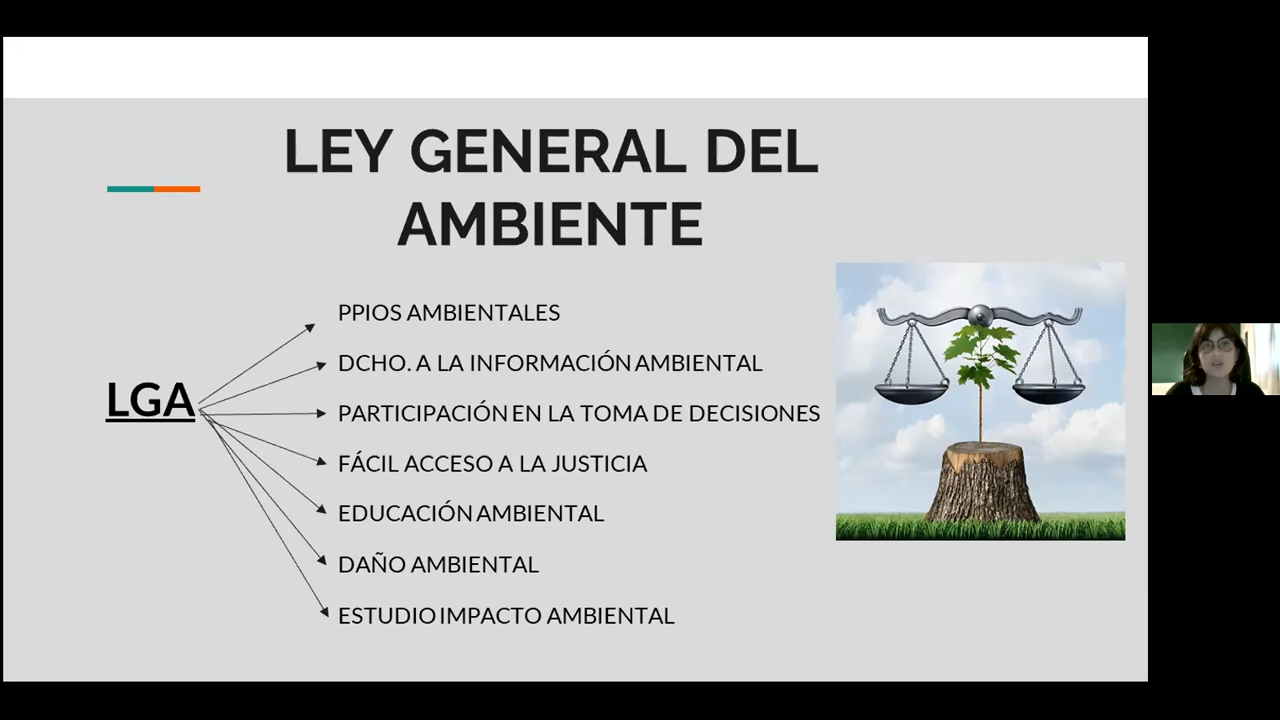 LEY GENERAL DEL
AMBIENTE
LGA
PPIOS AMBIENTALES
DCHO. A LA INFORMACIÓN AMBIENTAL
PARTICIPACIÓN EN LA TOMA DE DECISIONES
FÁCIL ACCESO A LA JUSTICIA
EDUCACIÓN AMBIENTAL
DAÑO AMBIENTAL
ESTUDIO IMPACTO AMBIENTAL